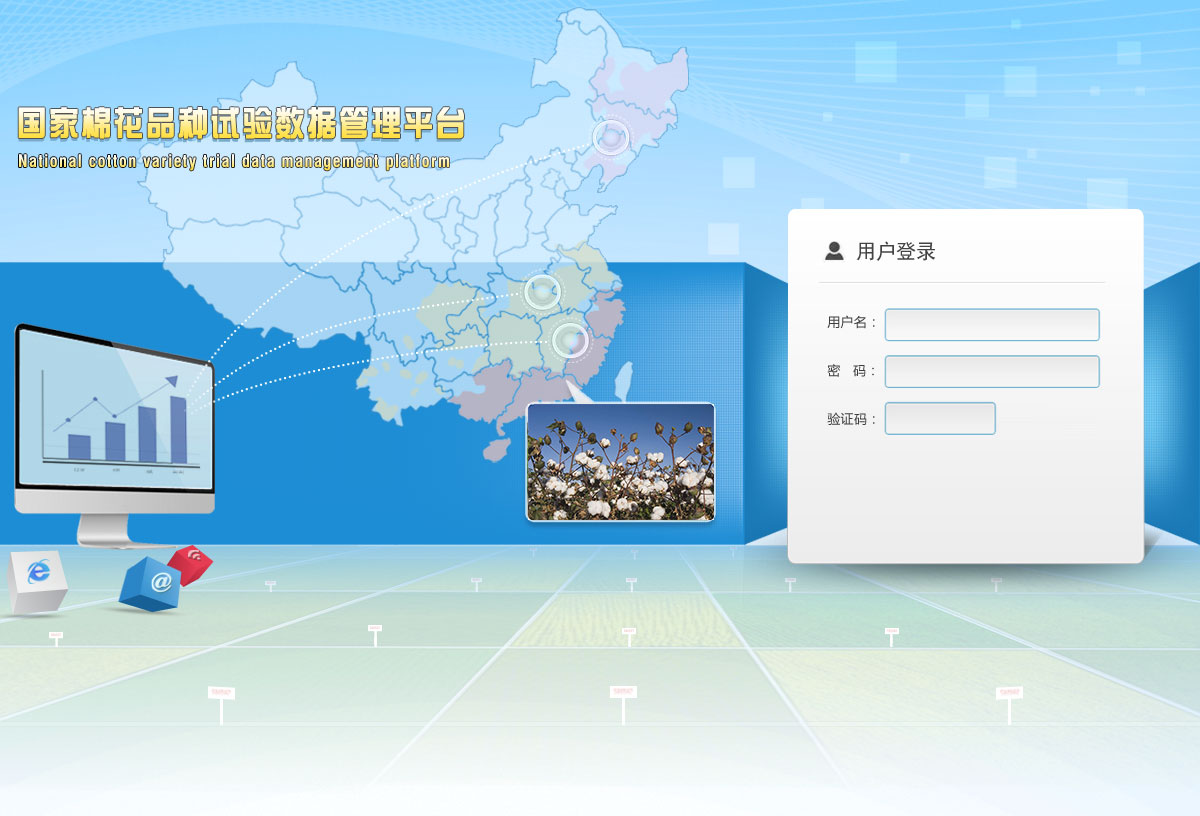 国家棉花品种试验数据管理平台
National cotton variety trial data management platform
用户登录
用户名：
密 码：
验证码：
@